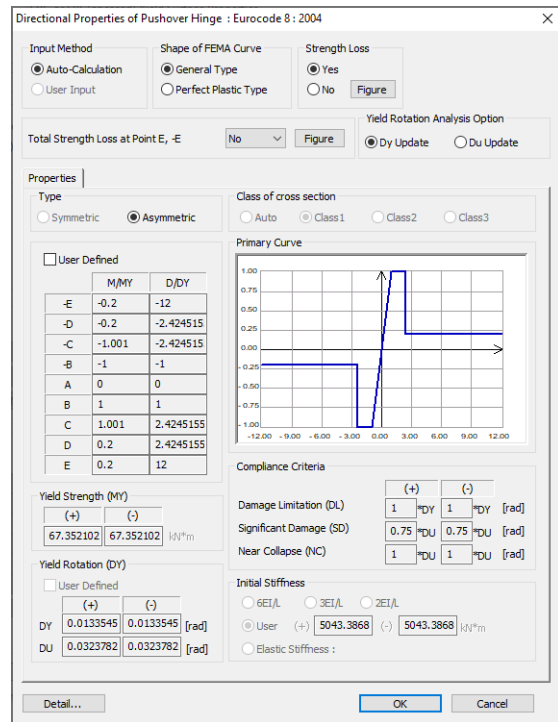 Directional Properties of Pushover Hinge : Eurocode 8 : 2004
Input Method
Auto-Calculation
User Input
Shape of FEMA Curve
General Type
Perfect Plastic Type
Strength Loss
Yes
No Figure
Total Strength Loss at Point E, -E No Figure
Yield Rotation Analysis Option
Dy Update Du Update
Properties
Type
Symmetric Asymmetric
Class of cross section
Auto Class1 Class2 Class3
User Defined
M/MY D/DY
-E -0.2 -12
-D -0.2 -2.424515
-C -1.001 -2.424515
-B -1 -1
A 0 0
B 1 1
C 1.001 2.4245155
D 0.2 2.4245155
E 0.2 12
Primary Curve
1.00
0.75
0.50
0.25
0.00
-0.25
-0.50
-0.75
-1.00
-12.00 -9.00 -6.00 -3.00 0.00 3.00 6.00 9.00 12.00
Yield Strength (MY)
(+) (-)
67.352102 67.352102 kN*m
Compliance Criteria
(+) (-)
Damage Limitation (DL) 1 *DY 1 *DY [rad]
Significant Damage (SD) 0.75 *DU 0.75 *DU [rad]
Near Collapse (NC) 1 *DU 1 *DU [rad]
Yield Rotation (DY)
User Defined
(+) (-)
DY 0.0133545 0.0133545 [rad]
DU 0.0323782 0.0323782 [rad]
Initial Stiffness
6EI/L 3EI/L 2EI/L
User (+) 5043.3868 (-) 5043.3868 kN*m
Elastic Stiffness :
Detail... OK Cancel